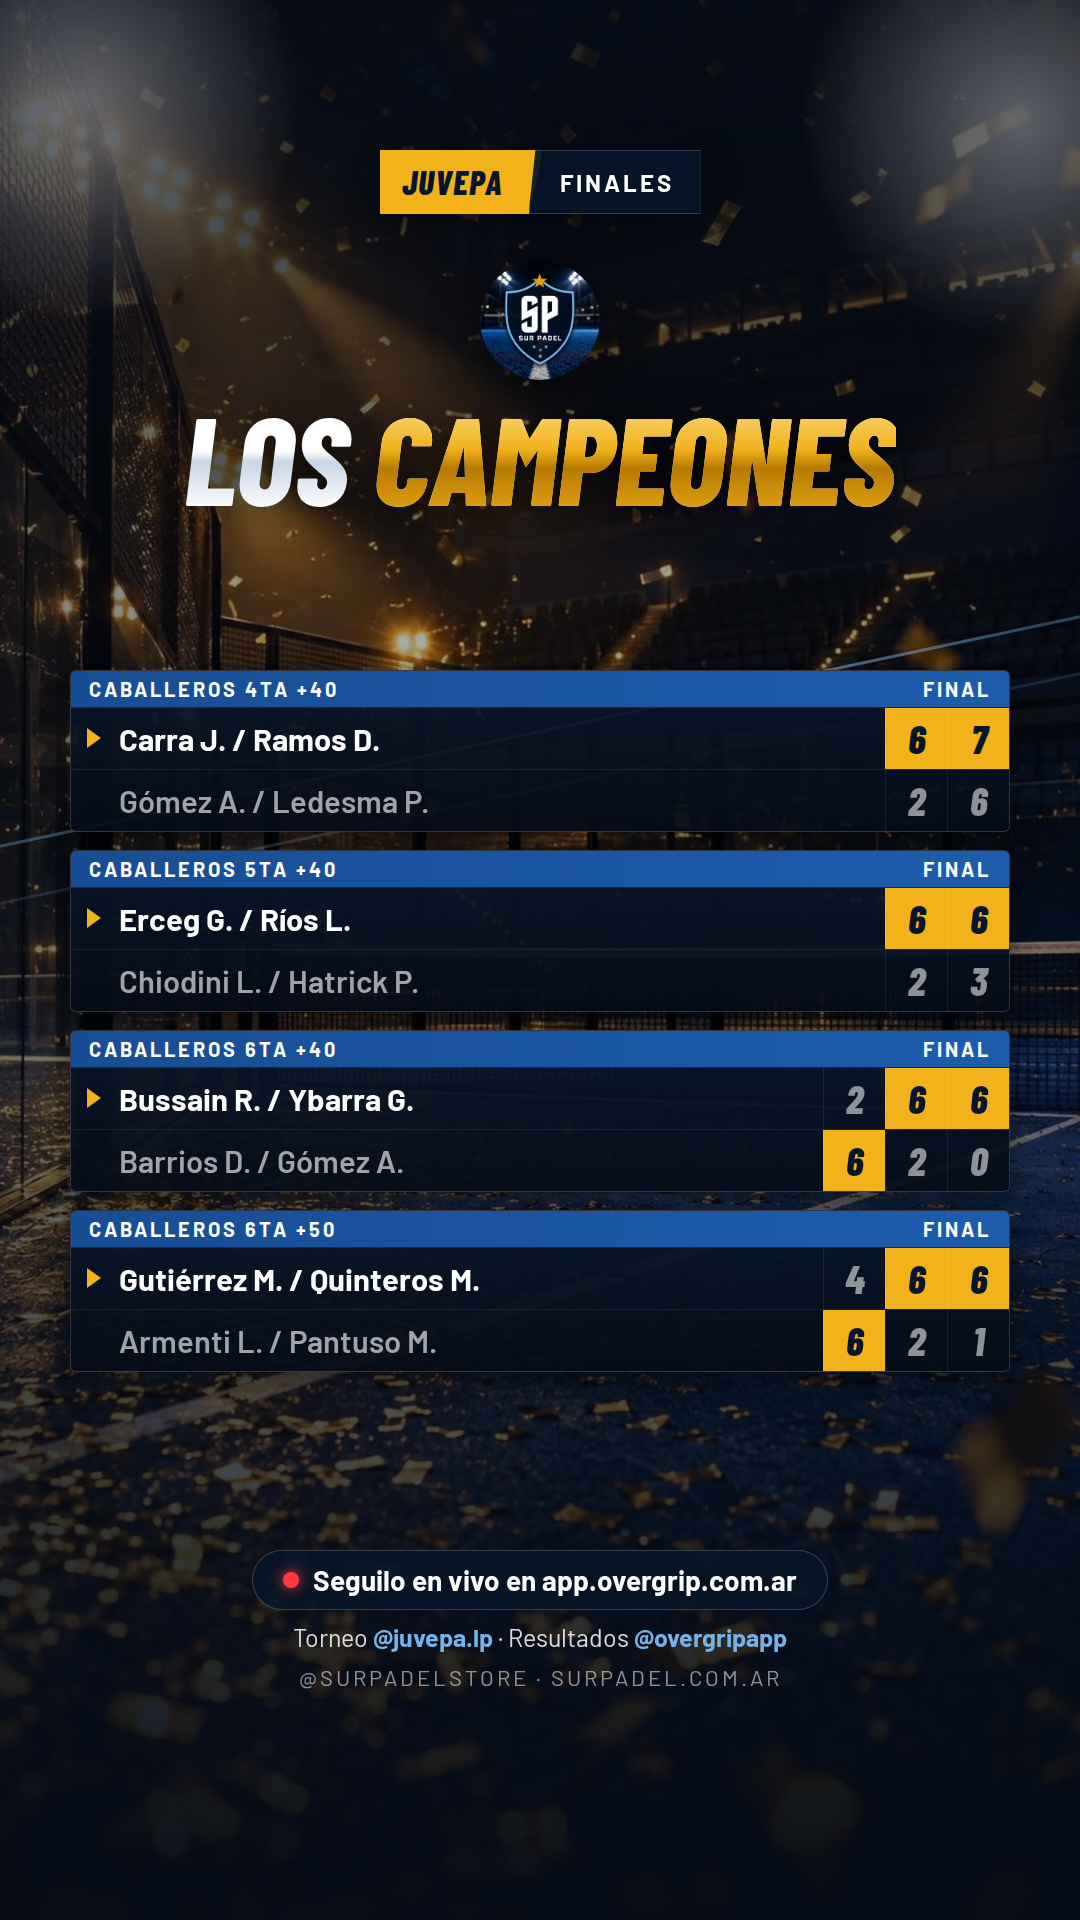 JUVEPA FINALES
SP
SUR PADEL
LOS CAMPEONES
CABALLEROS 4TA +40 FINAL
Carra J. / Ramos D. 6 7
Gómez A. / Ledesma P. 2 6
CABALLEROS 5TA +40 FINAL
Erceg G. / Ríos L. 6 6
Chiodini L. / Hatrick P. 2 3
CABALLEROS 6TA +40 FINAL
Bussain R. / Ybarra G. 2 6 6
Barrios D. / Gómez A. 6 2 0
CABALLEROS 6TA +50 FINAL
Gutiérrez M. / Quinteros M. 4 6 6
Armenti L. / Pantuso M. 6 2 1
Seguilo en vivo en app.overgrip.com.ar
Torneo @juvepa.lp · Resultados @overgripapp
@SURPADELSTORE · SURPADEL.COM.AR